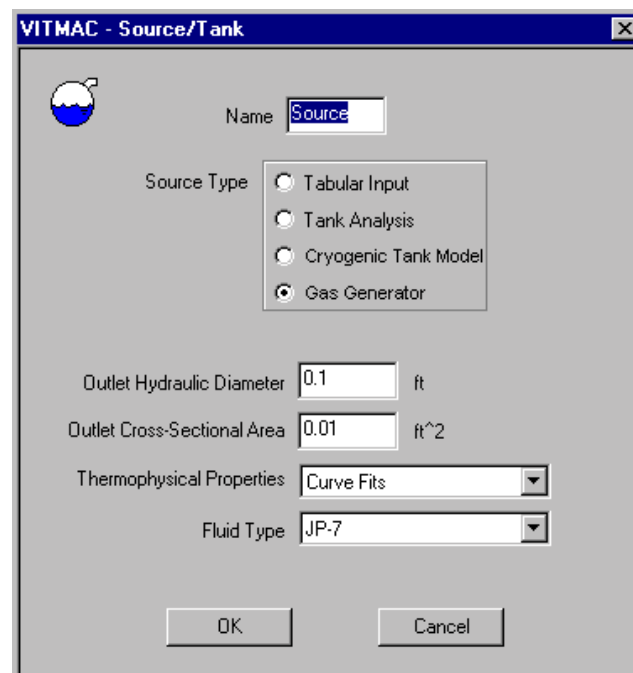 VITMAC - Source/Tank
Name Source
Source Type
Tabular Input
Tank Analysis
Cryogenic Tank Model
Gas Generator
Outlet Hydraulic Diameter 0.1 ft
Outlet Cross-Sectional Area 0.01 ft^2
Thermophysical Properties Curve Fits
Fluid Type JP-7
OK Cancel